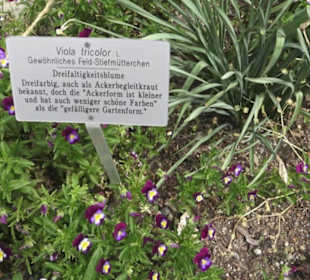 Viola tricolor L.
Gewöhnliches Feld-Stiefmütterchen
Dreifaltigkeitsblume
Dreifarbig, auch als Ackerbegleitkraut
bekannt, doch die "Ackerform ist kleiner
und hat auch weniger schöne Farben"
als die "gefälligere Gartenform."